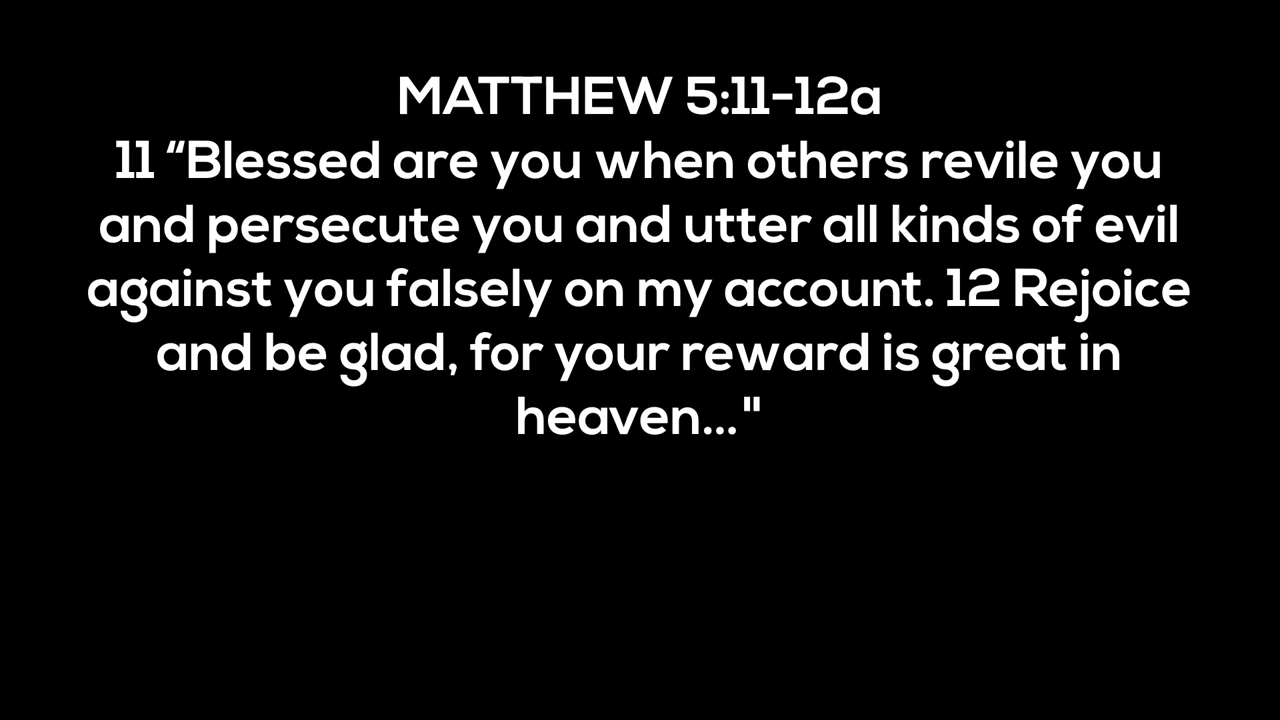 MATTHEW 5:11-12a
11 “Blessed are you when others revile you
and persecute you and utter all kinds of evil
against you falsely on my account. 12 Rejoice
and be glad, for your reward is great in
heaven..."